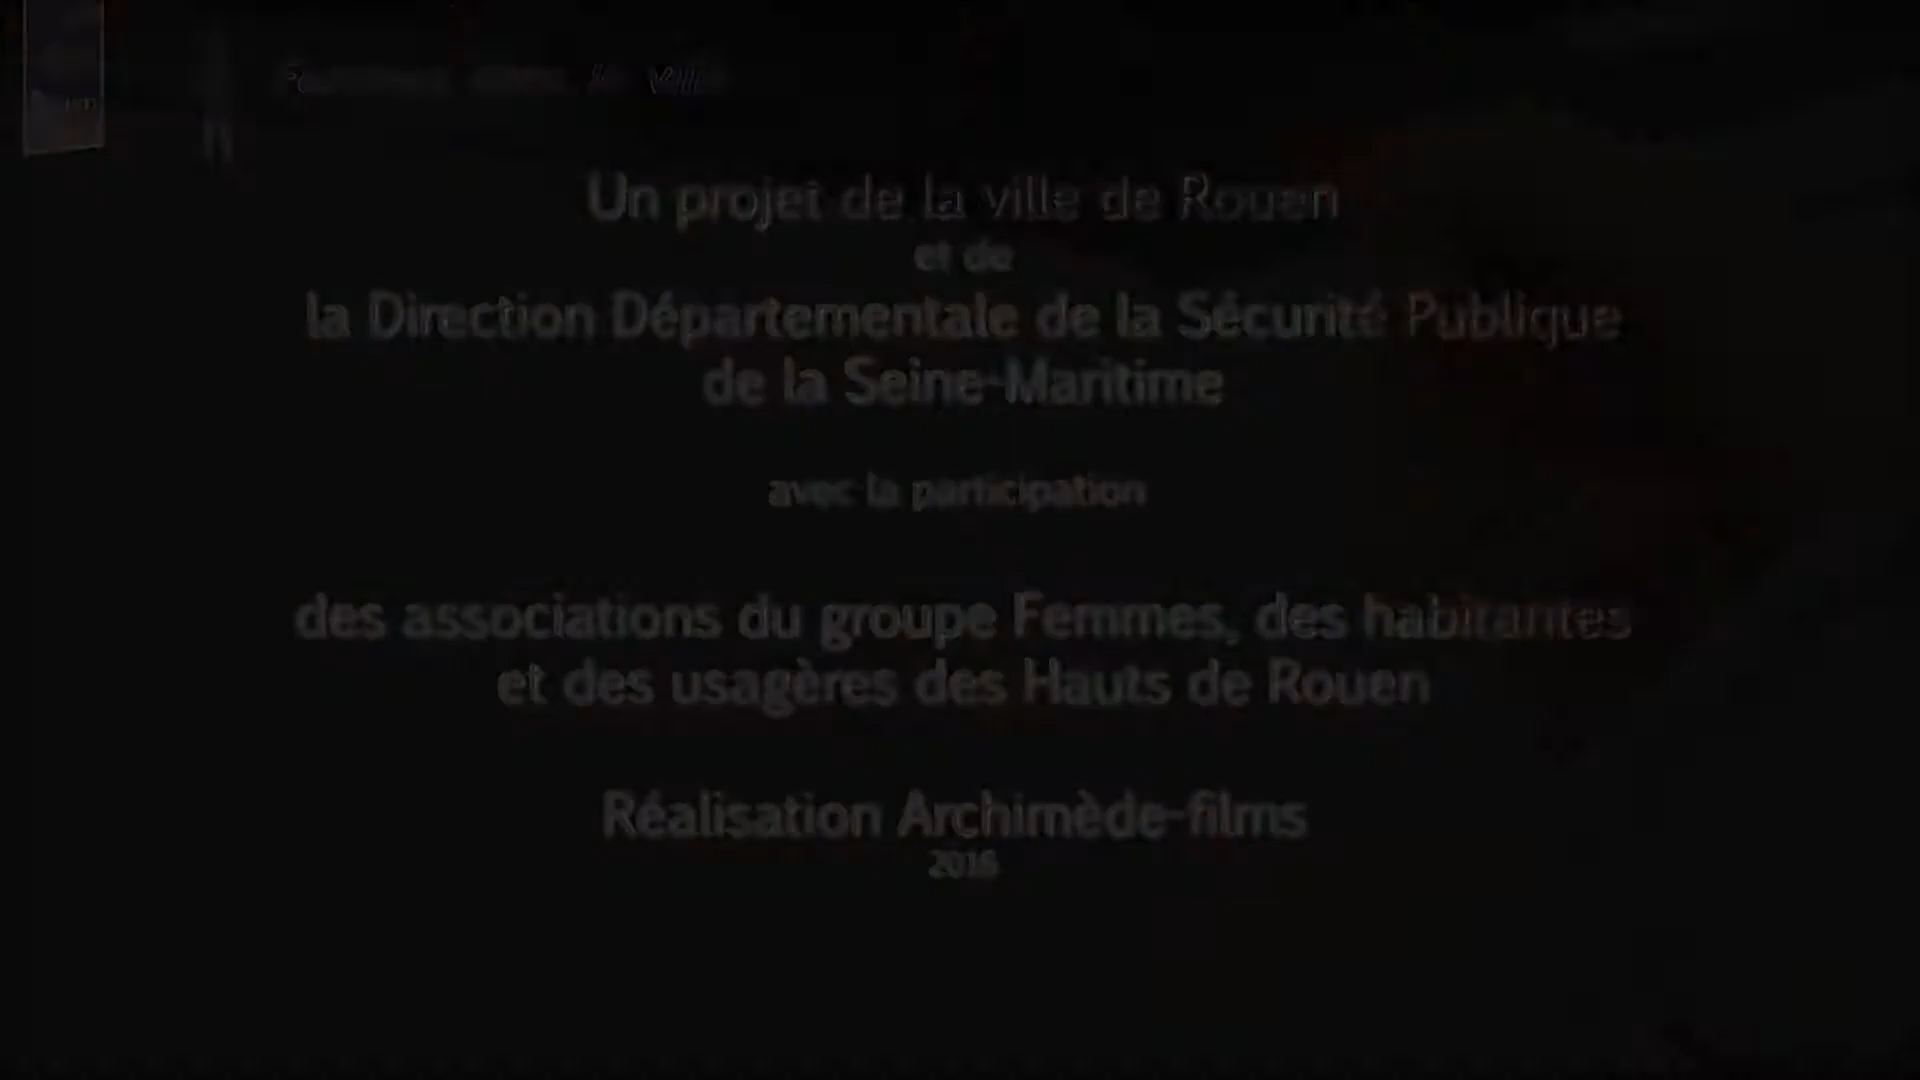 Un projet de la ville de Rouen
et de
la Direction Départementale de la Sécurité Publique
de la Seine-Maritime
avec la participation
des associations du groupe Femmes, des habitantes
et des usagères des Hauts de Rouen
Réalisation Archimède-films